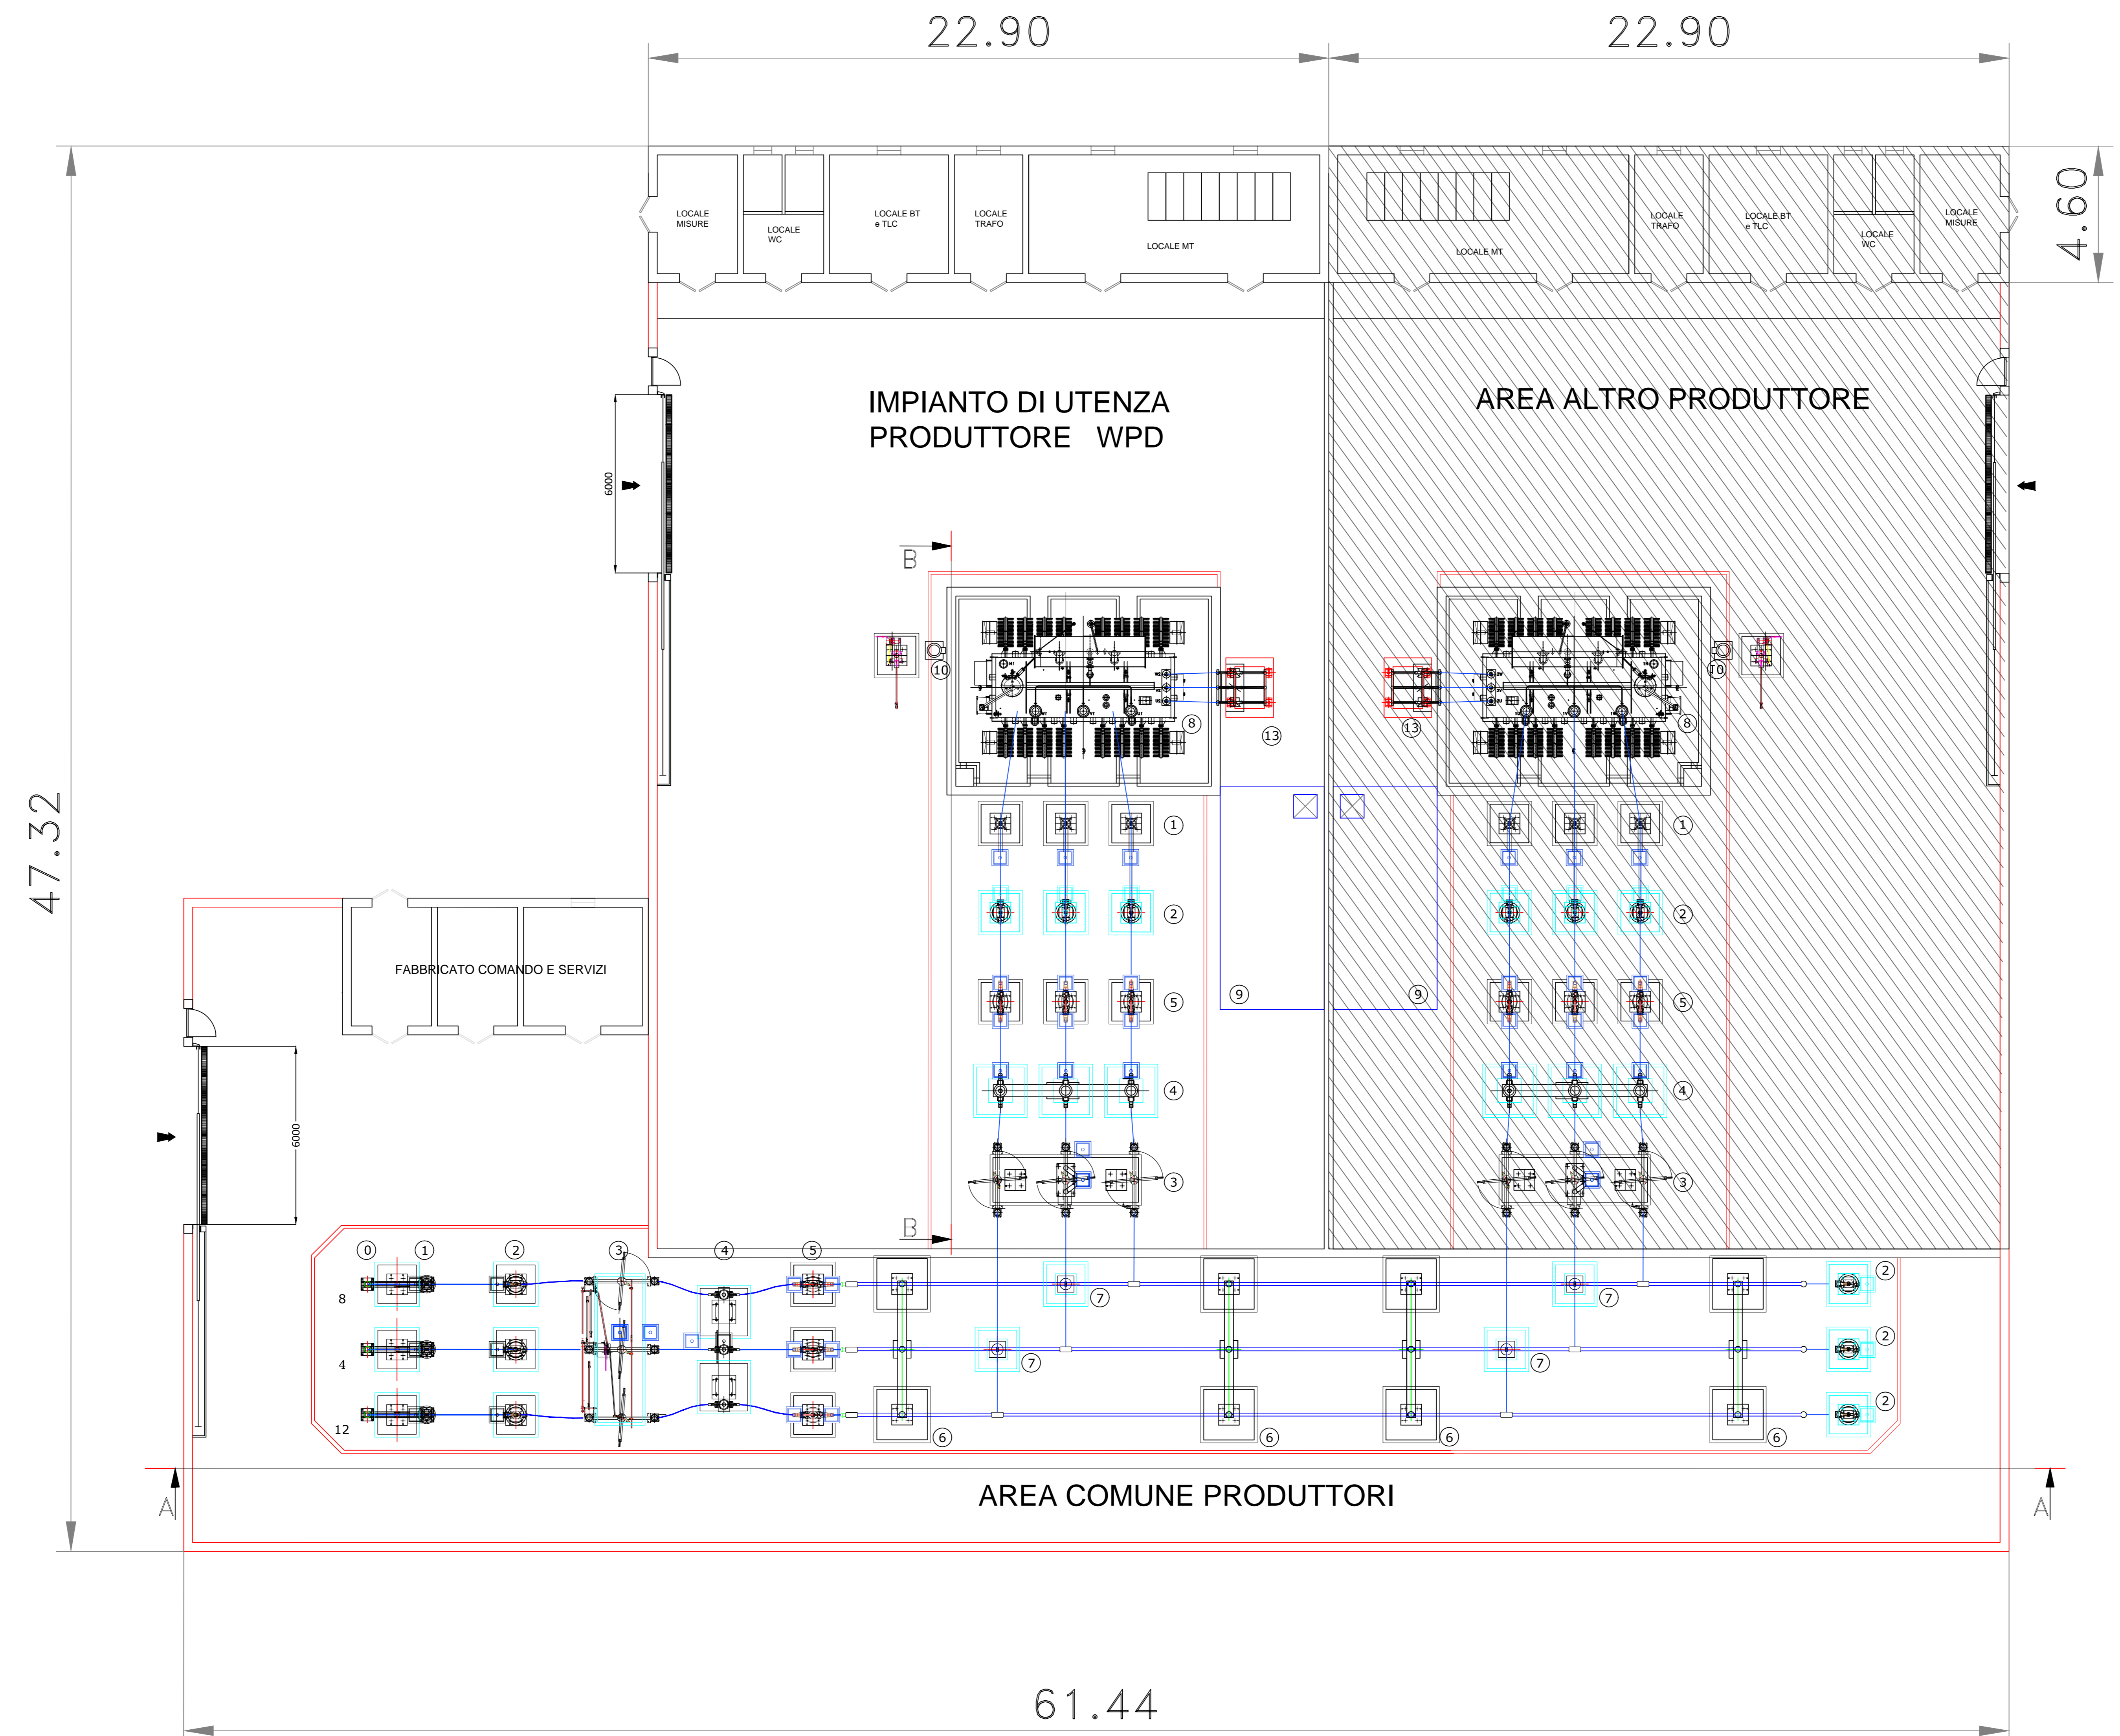 22.90
22.90
4.60
47.32
61.44
LOCALE
MISURE
LOCALE
WC
LOCALE BT
e TLC
LOCALE
TRAFO
LOCALE MT
LOCALE MT
LOCALE
TRAFO
LOCALE BT
e TLC
LOCALE
WC
LOCALE
MISURE
IMPIANTO DI UTENZA
PRODUTTORE WPD
AREA ALTRO PRODUTTORE
6000
B
10
8
13
13
8
10
1
1
2
2
9
9
5
5
4
4
3
3
B
FABBRICATO COMANDO E SERVIZI
6000
0
1
2
3
4
5
8
4
12
7
7
7
7
2
2
2
6
6
6
6
A
AREA COMUNE PRODUTTORI
A